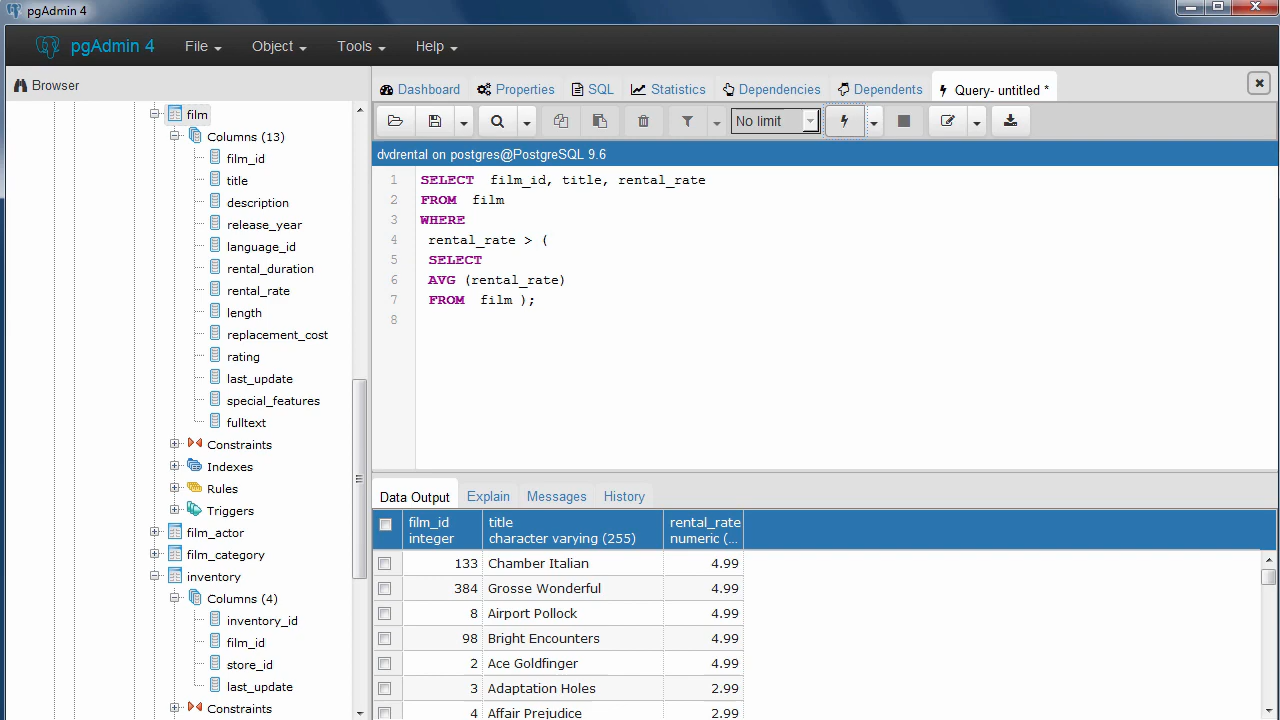 pgAdmin 4
pgAdmin 4 File Object Tools Help
Browser
Dashboard Properties SQL Statistics Dependencies Dependents Query- untitled *
No limit
dvdrental on postgres@PostgreSQL 9.6
film
Columns (13)
film_id
title
description
release_year
language_id
rental_duration
rental_rate
length
replacement_cost
rating
last_update
special_features
fulltext
Constraints
Indexes
Rules
Triggers
film_actor
film_category
inventory
Columns (4)
inventory_id
film_id
store_id
last_update
Constraints
1 SELECT film_id, title, rental_rate
2 FROM film
3 WHERE
4 rental_rate > (
5 SELECT
6 AVG (rental_rate)
7 FROM film );
8
Data Output Explain Messages History
film_id title rental_rate
integer character varying (255) numeric (...
133 Chamber Italian 4.99
384 Grosse Wonderful 4.99
8 Airport Pollock 4.99
98 Bright Encounters 4.99
2 Ace Goldfinger 4.99
3 Adaptation Holes 2.99
4 Affair Prejudice 2.99